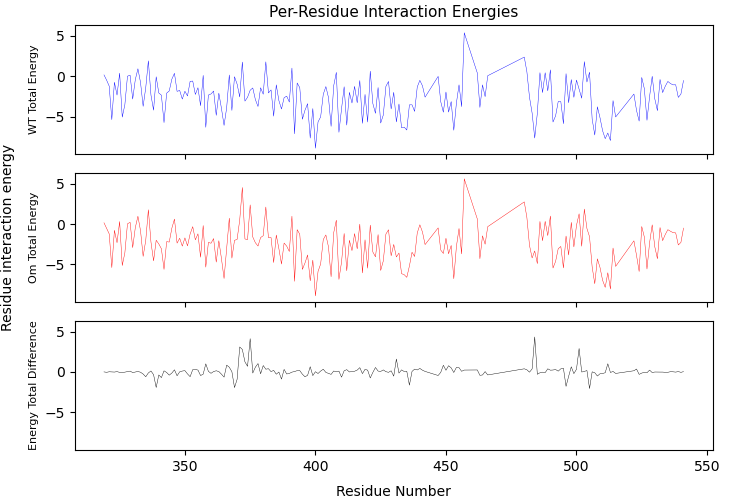 Per-Residue Interaction Energies
Residue interaction energy
WT Total Energy
5
0
−5
Om Total Energy
5
0
−5
Energy Total Difference
5
0
−5
350 400 450 500 550
Residue Number